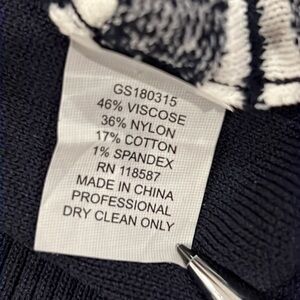 GS180315
46% VISCOSE
36% NYLON
17% COTTON
1% SPANDEX
RN 118587
MADE IN CHINA
PROFESSIONAL
DRY CLEAN ONLY